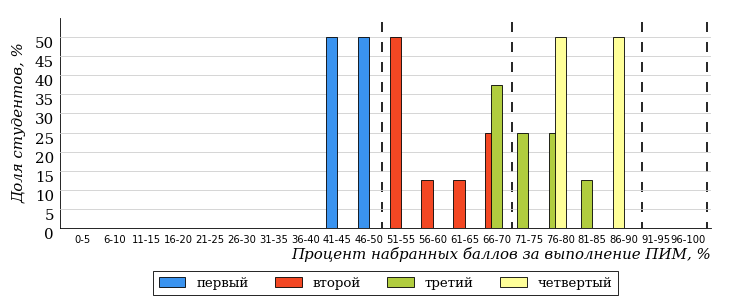 Доля студентов, %
50
45
40
35
30
25
20
15
10
5
0
0-5 6-10 11-15 16-20 21-25 26-30 31-35 36-40 41-45 46-50 51-55 56-60 61-65 66-70 71-75 76-80 81-85 86-90 91-95 96-100
Процент набранных баллов за выполнение ПИМ, %
первый второй третий четвертый